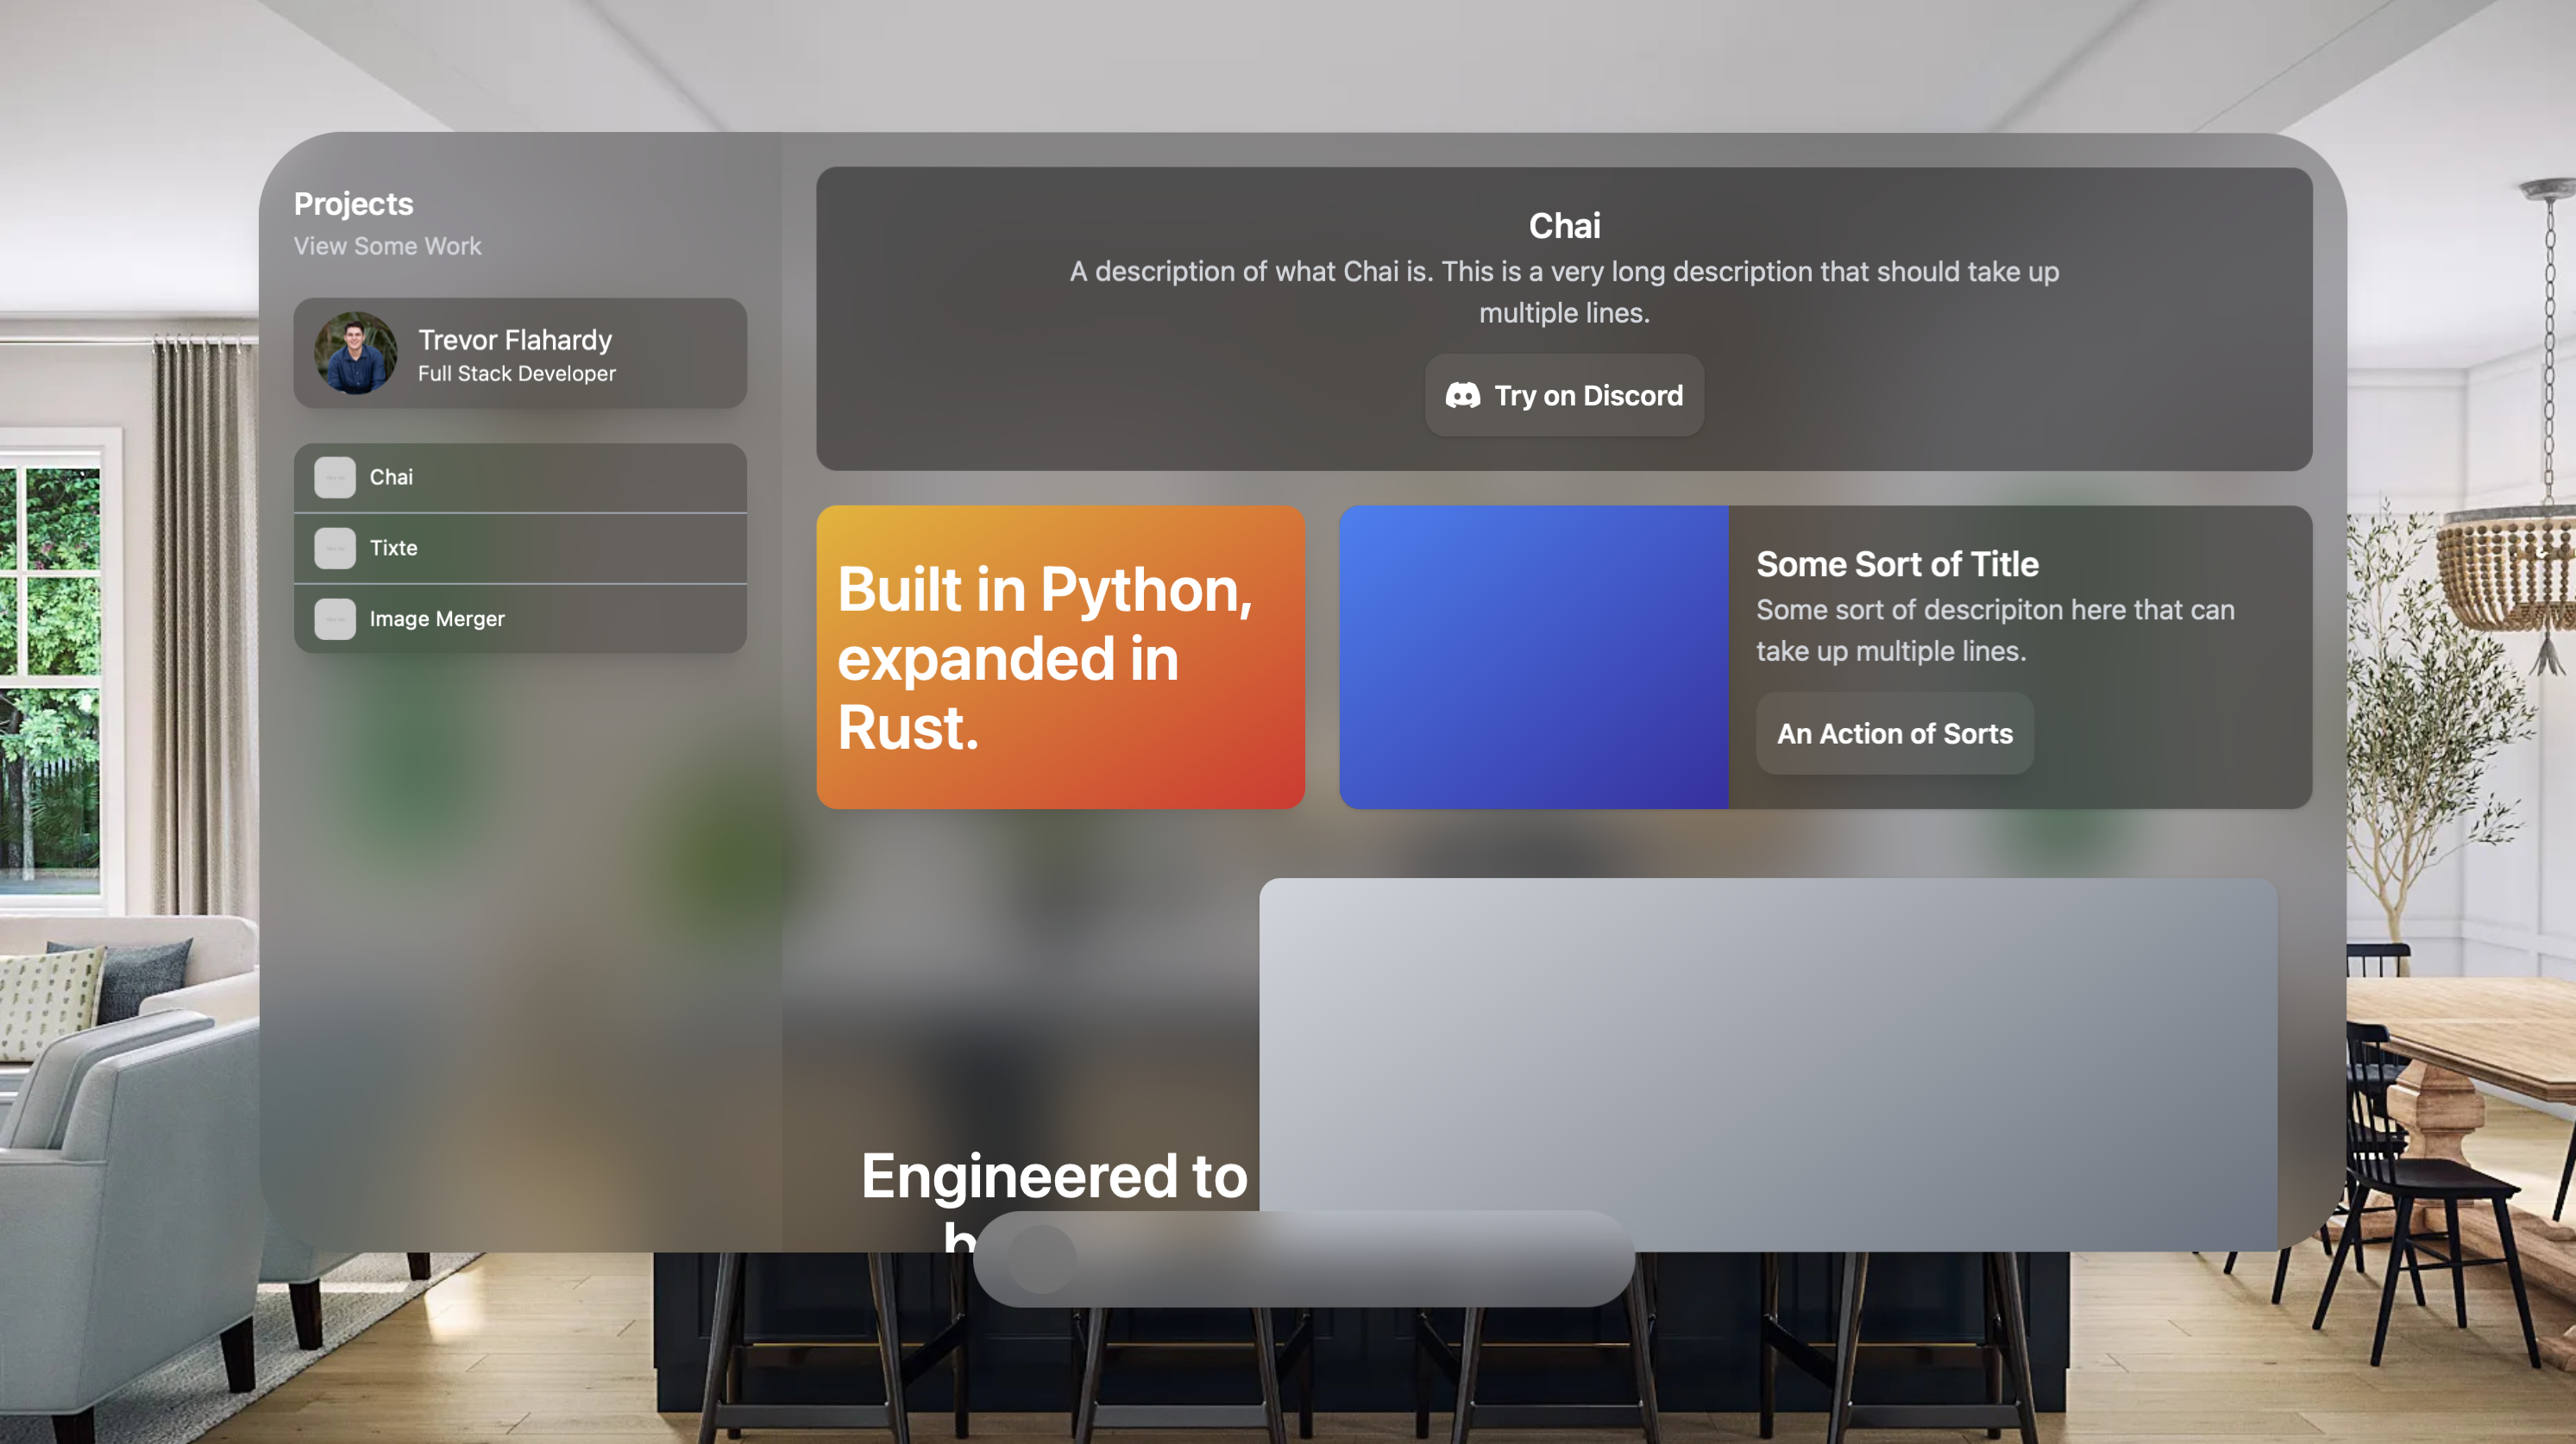 Projects
View Some Work
Trevor Flahardy
Full Stack Developer
Chai
Tixte
Image Merger
Chai
A description of what Chai is. This is a very long description that should take up
multiple lines.
Try on Discord
Built in Python,
expanded in
Rust.
Some Sort of Title
Some sort of descripiton here that can
take up multiple lines.
An Action of Sorts
Engineered to